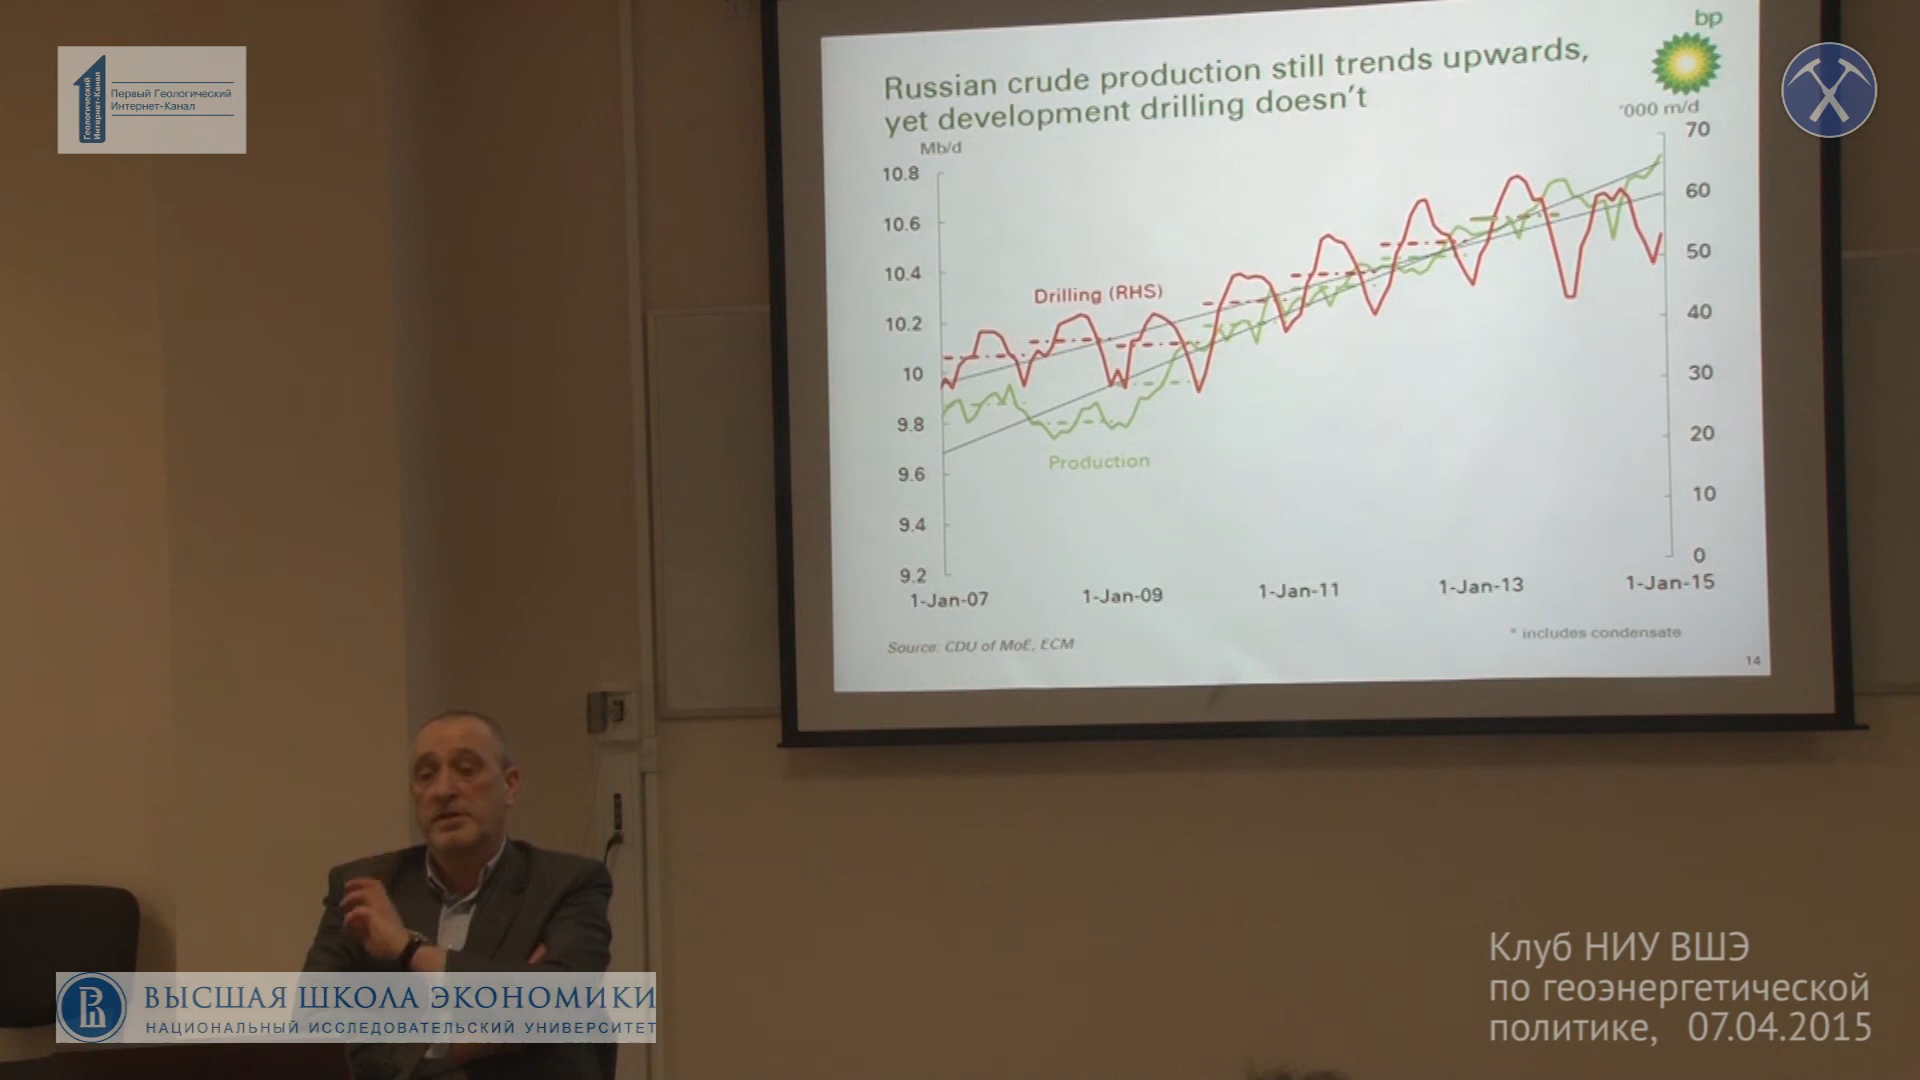 Геологический
Интернет-Канал
Первый Геологический
Интернет-Канал
bp
Russian crude production still trends upwards,
yet development drilling doesn't
Mb/d
'000 m/d
10.8
10.6
10.4
10.2
10
9.8
9.6
9.4
9.2
70
60
50
40
30
20
10
0
Drilling (RHS)
Production
1-Jan-07
1-Jan-09
1-Jan-11
1-Jan-13
1-Jan-15
Source: CDU of MoE, ECM
* includes condensate
14
ВЫСШАЯ ШКОЛА ЭКОНОМИКИ
НАЦИОНАЛЬНЫЙ ИССЛЕДОВАТЕЛЬСКИЙ УНИВЕРСИТЕТ
Клуб НИУ ВШЭ
по геоэнергетической
политике, 07.04.2015